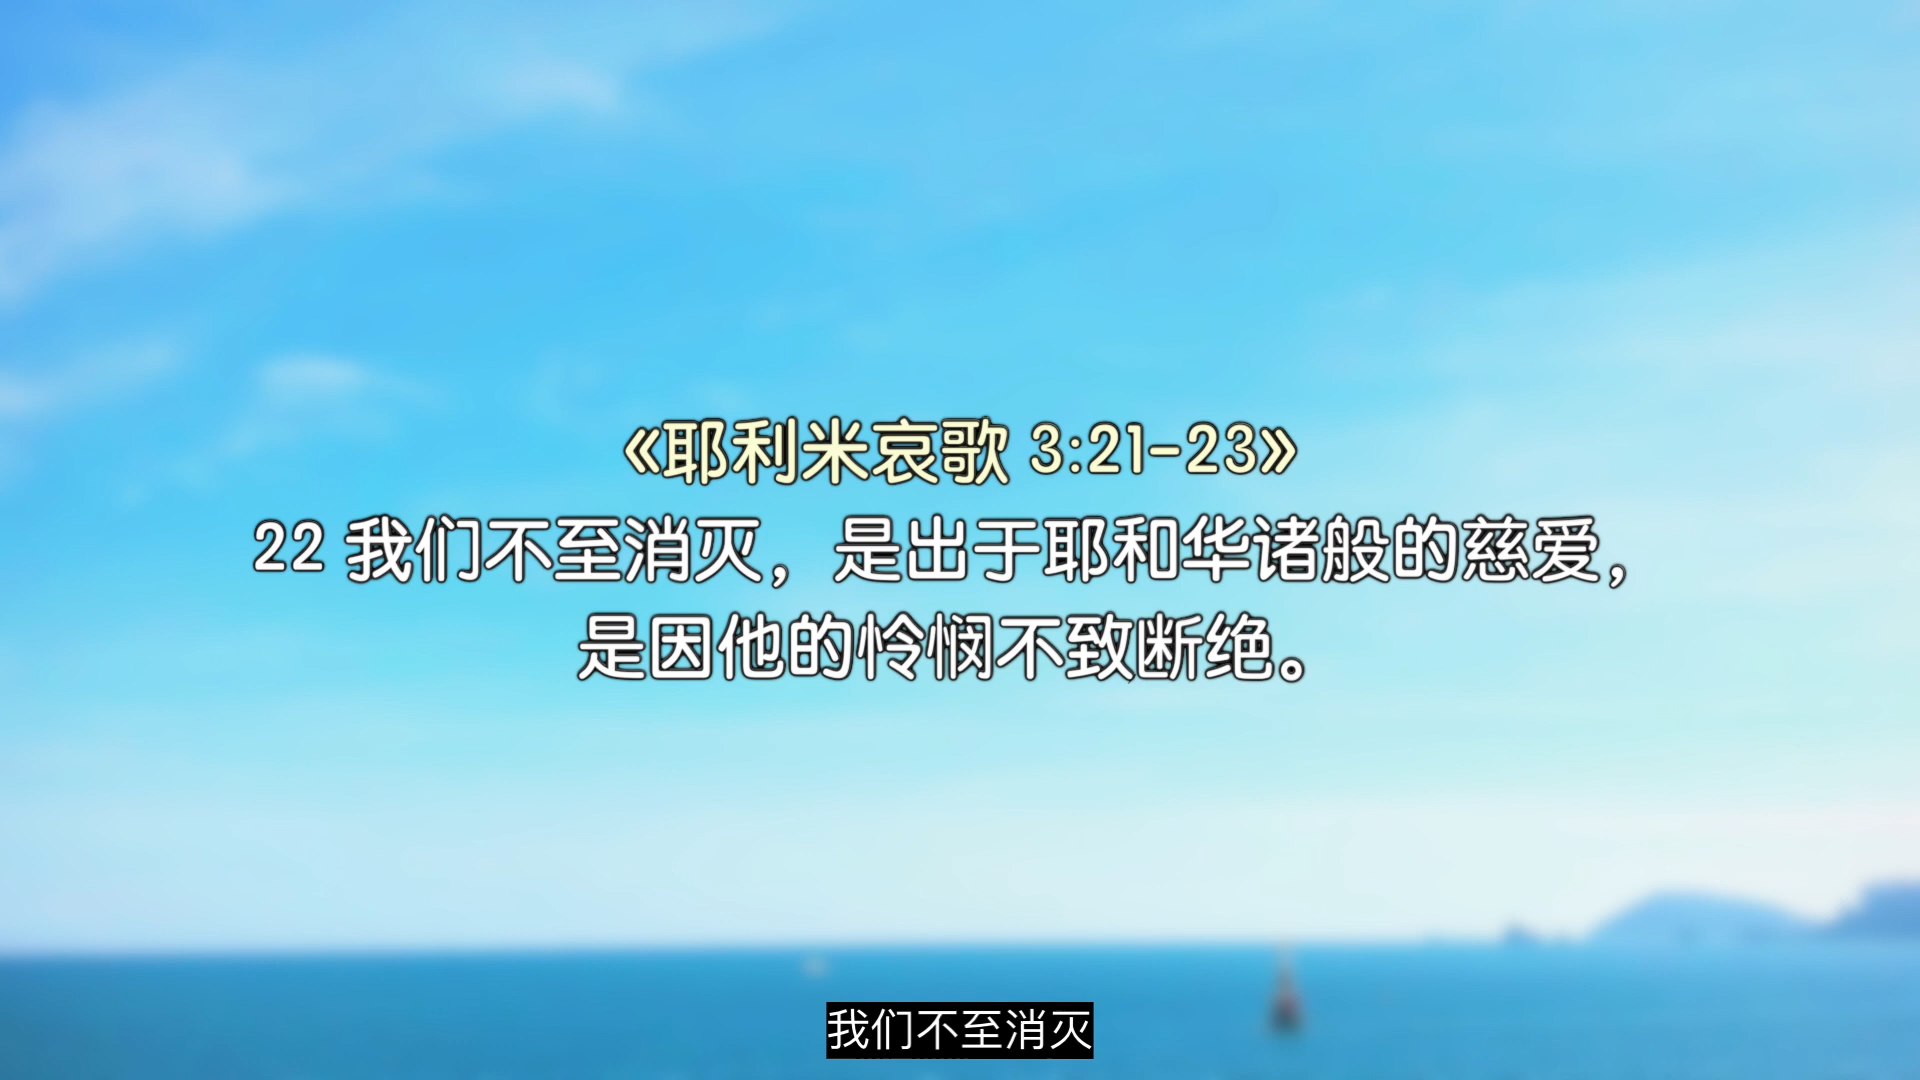 《耶利米哀歌 3:21-23》
22 我们不至消灭，是出于耶和华诸般的慈爱，
是因他的怜悯不致断绝。
我们不至消灭